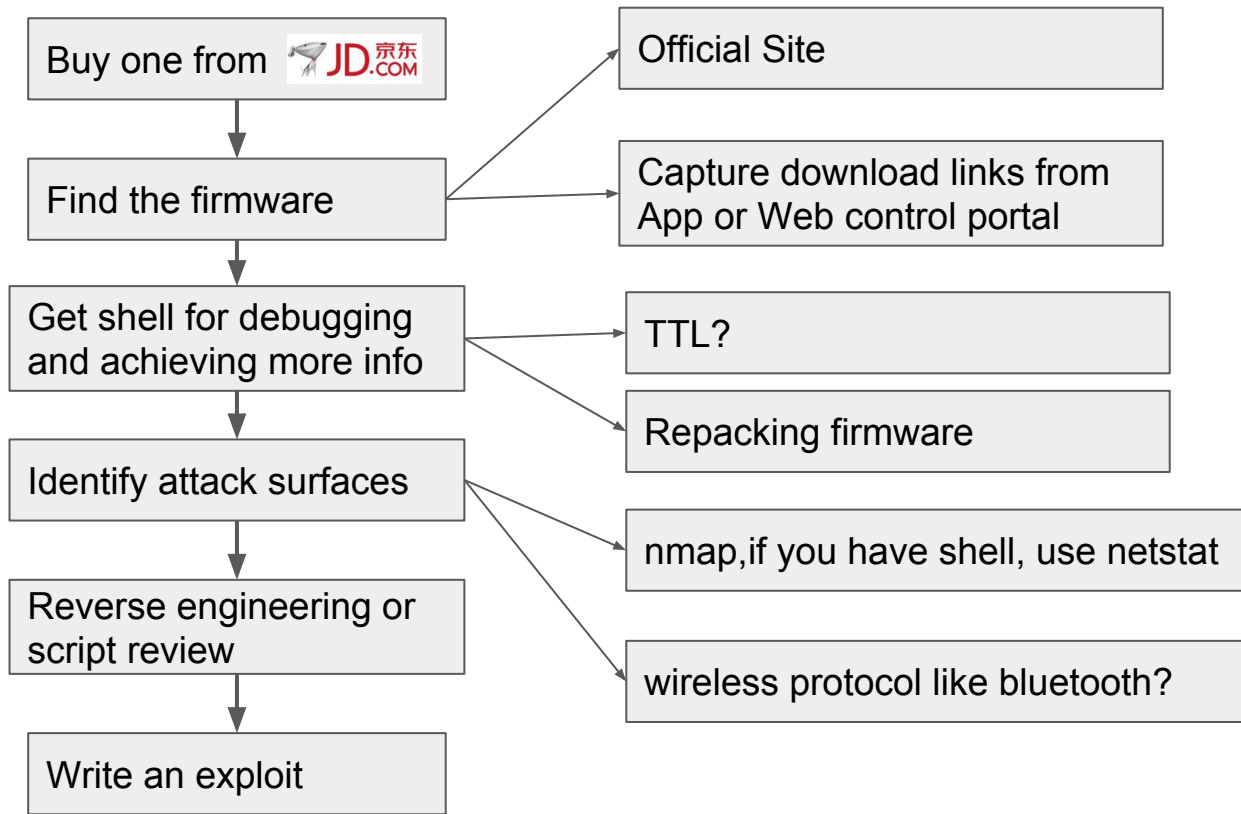 Buy one from JD.COM 京东
Official Site
Find the firmware
Capture download links from
App or Web control portal
Get shell for debugging
and achieving more info
TTL?
Repacking firmware
Identify attack surfaces
nmap,if you have shell, use netstat
Reverse engineering or
script review
wireless protocol like bluetooth?
Write an exploit